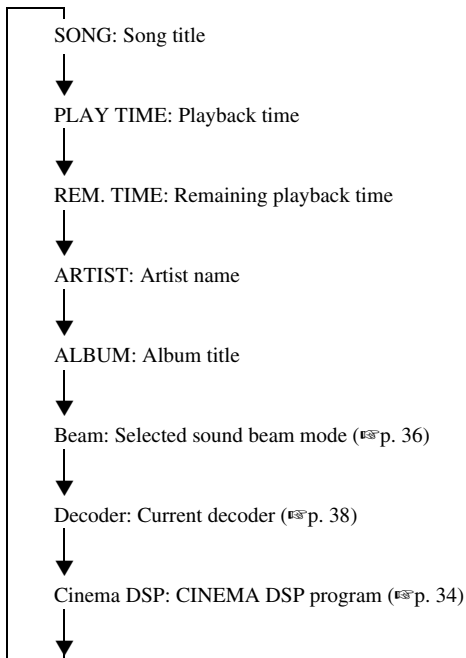 SONG: Song title
PLAY TIME: Playback time
REM. TIME: Remaining playback time
ARTIST: Artist name
ALBUM: Album title
Beam: Selected sound beam mode (☞p. 36)
Decoder: Current decoder (☞p. 38)
Cinema DSP: CINEMA DSP program (☞p. 34)